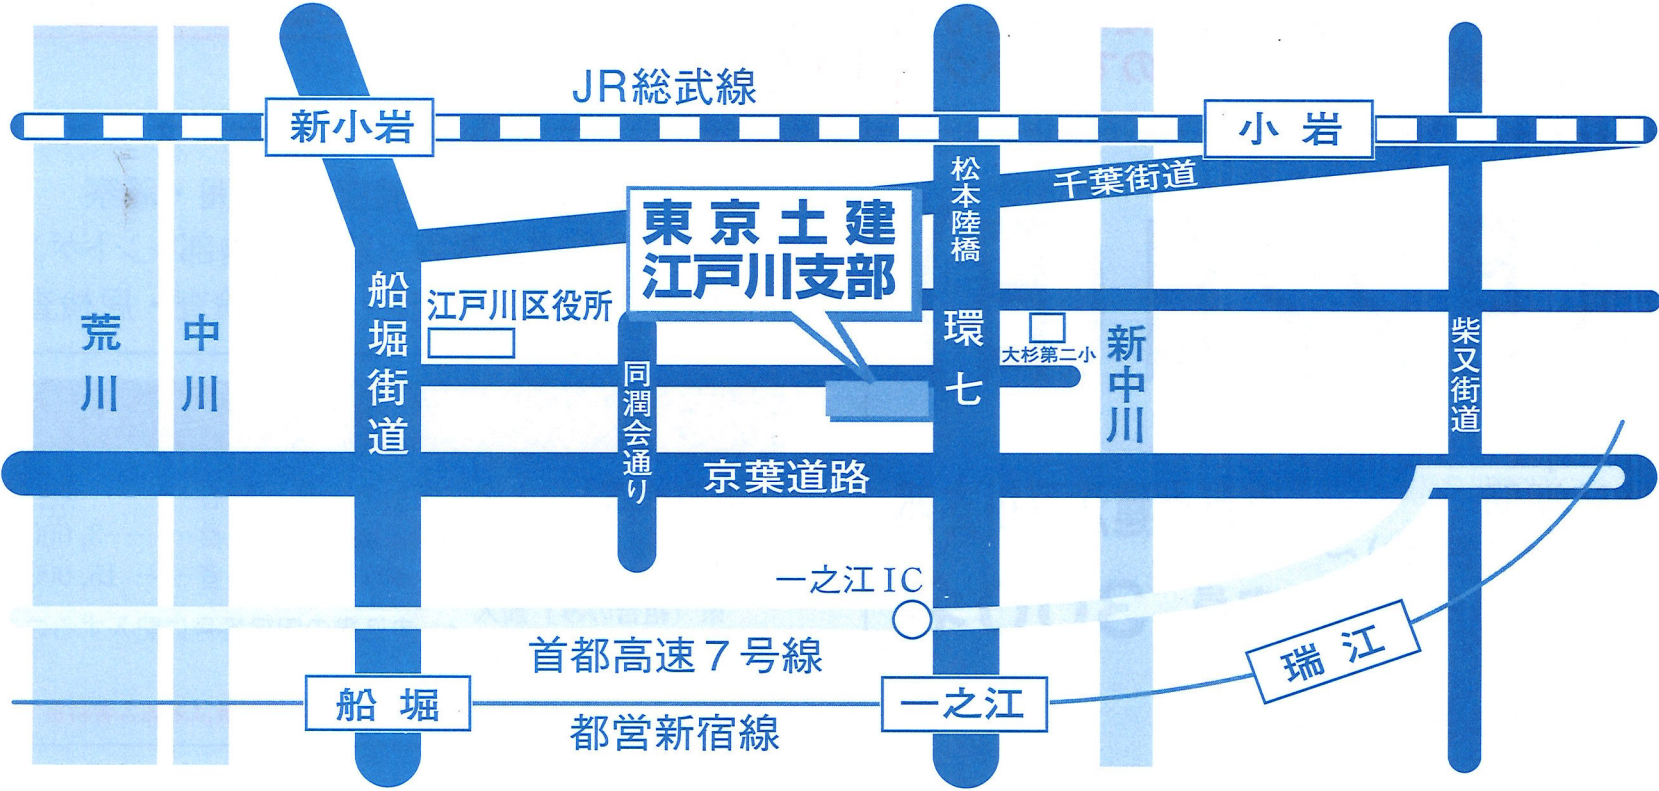 JR総武線
新小岩
小岩
千葉街道
松本陸橋
東京土建
江戸川支部
船堀街道
江戸川区役所
環七
大杉第二小
荒川
中川
新中川
柴又街道
同潤会通り
京葉道路
一之江IC
首都高速7号線
瑞江
船堀
一之江
都営新宿線